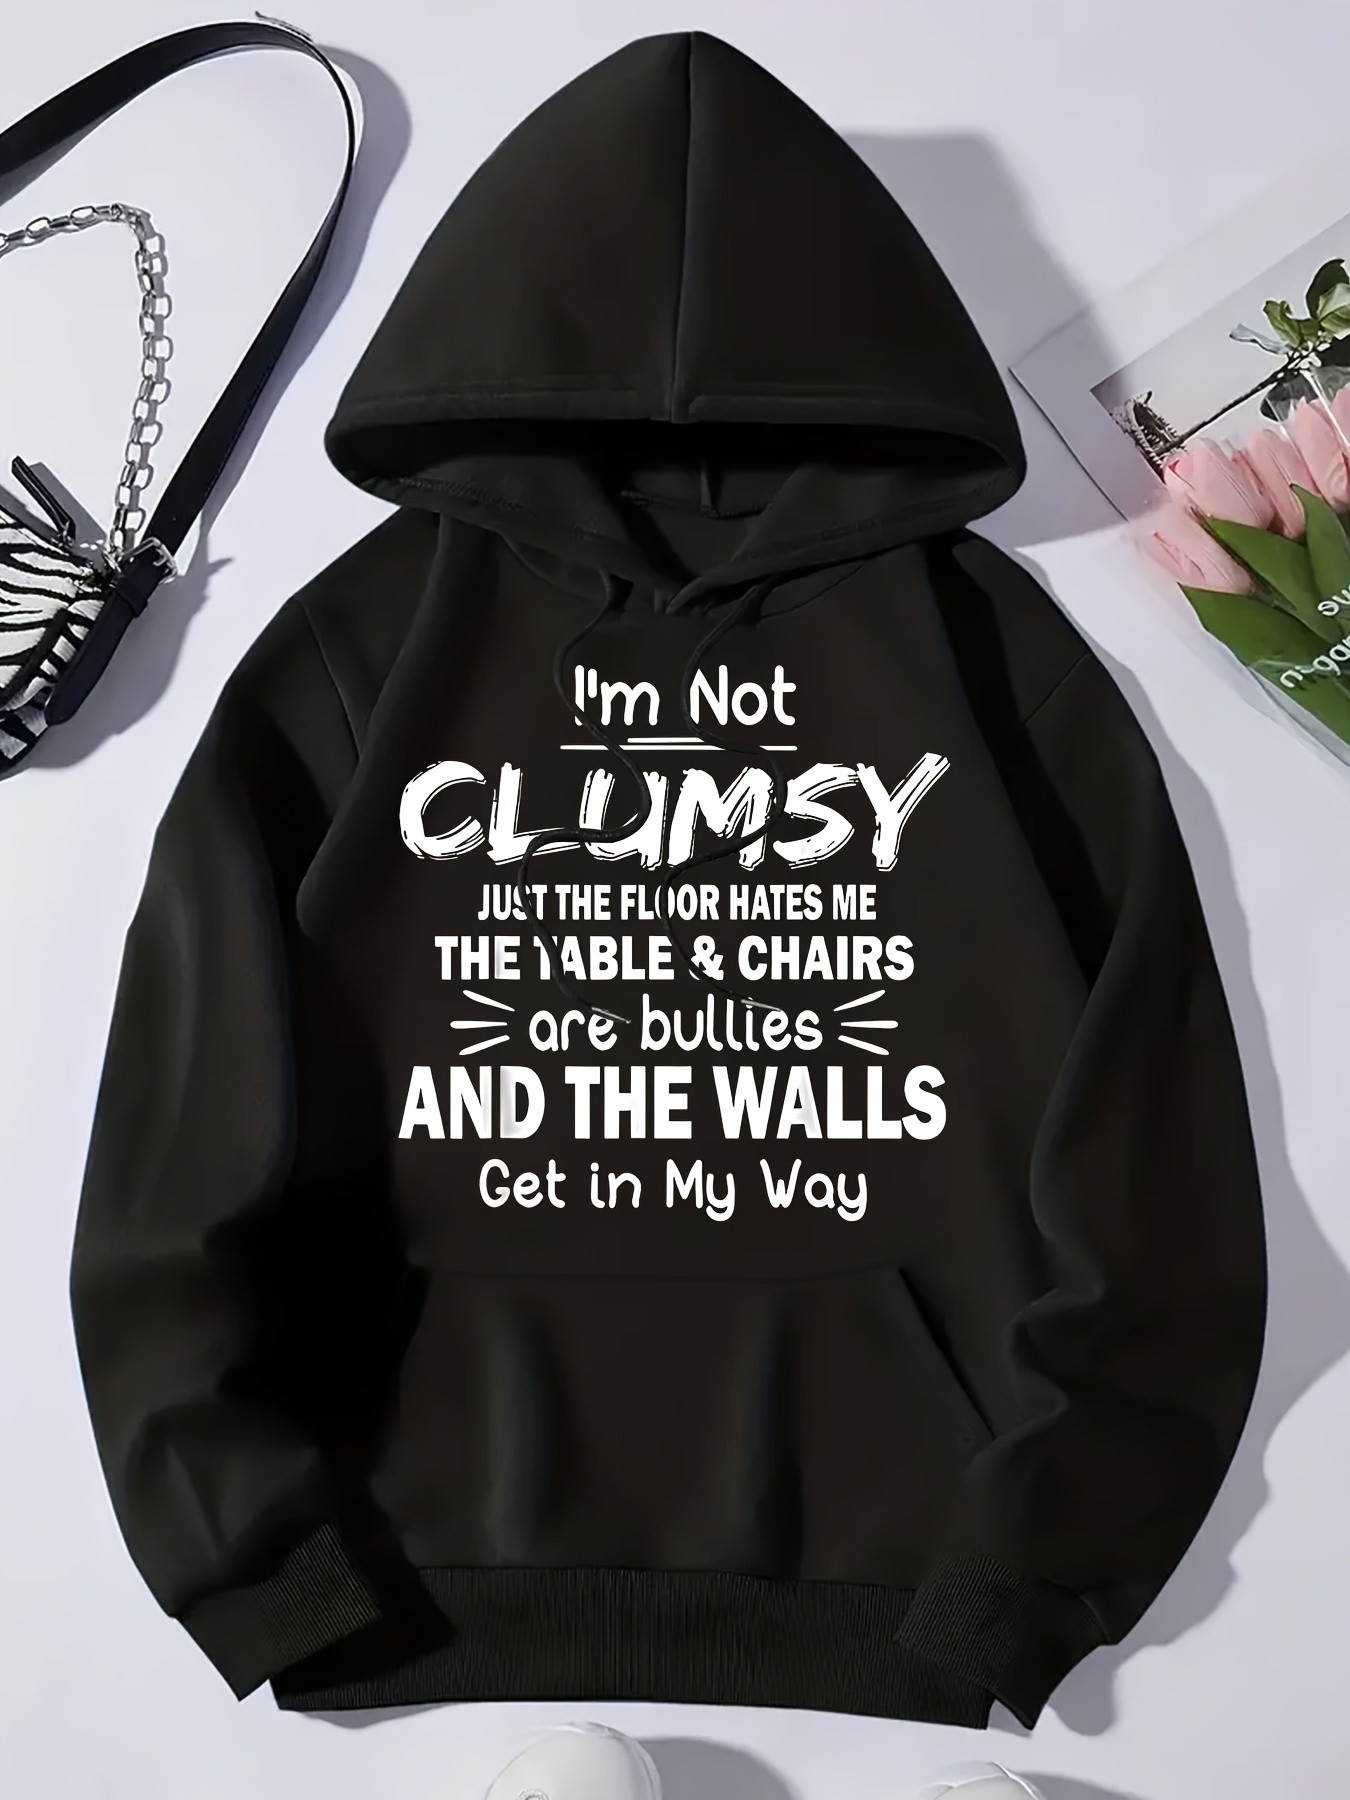 I'm Not
CLUMSY
JUST THE FLOOR HATES ME
THE TABLE & CHAIRS
are bullies
AND THE WALLS
Get in My Way